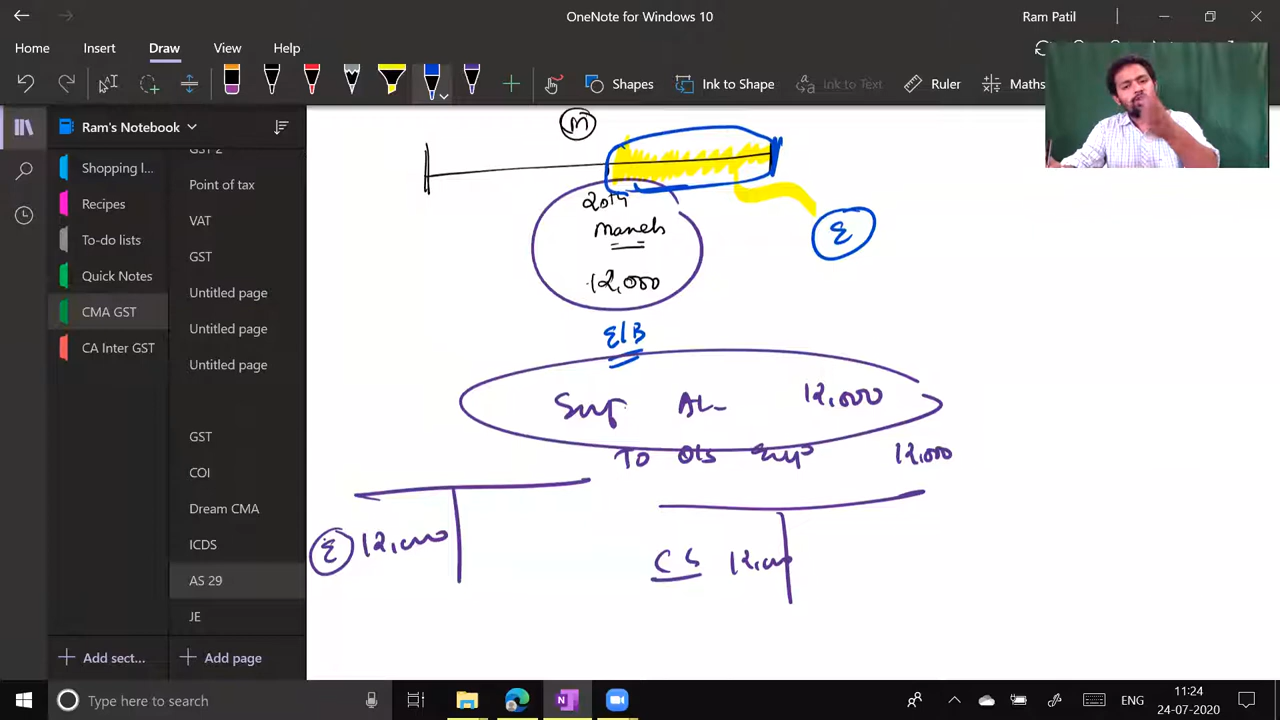 OneNote for Windows 10
Ram Patil
Home Insert Draw View Help
Shapes Ink to Shape Ink to Text Ruler Maths
Ram's Notebook
Shopping l...
Recipes
To-do lists
Quick Notes
CMA GST
CA Inter GST
GST 2
Point of tax
VAT
GST
Untitled page
Untitled page
Untitled page
GST
COI
Dream CMA
ICDS
AS 29
JE
Add sect...
Add page
M
20th
March
12,000
E
E/B
Sup A/c 12,000
To O/s Sup 12,000
E 12,000
CS 12,000
Type here to search
ENG
11:24
24-07-2020